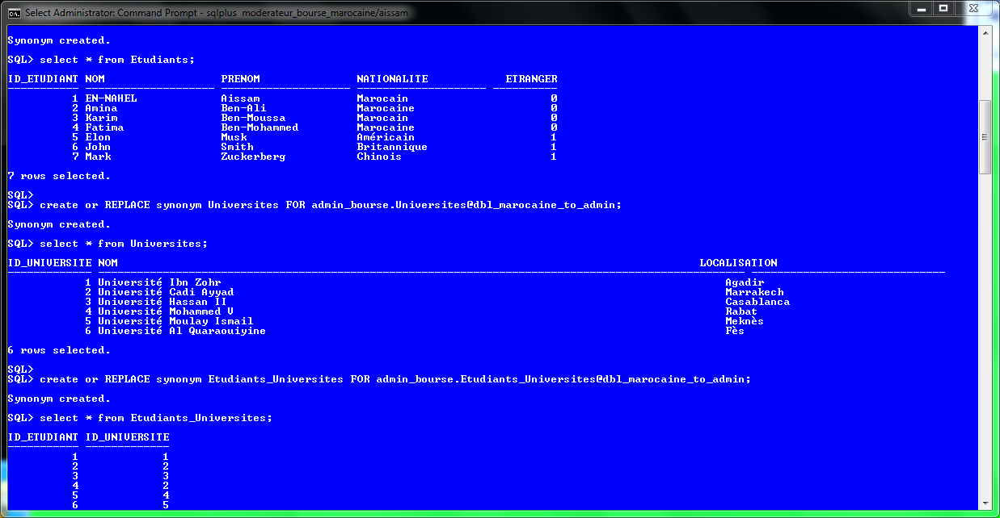 Select Administrator: Command Prompt - sqlplus  moderateur_bourse_marocaine/aissam
Synonym created.
SQL> select * from Etudiants;
ID_ETUDIANT NOM PRENOM NATIONALITE ETRANGER
1 EN-NAHEL Aissam Marocain 0
2 Amina Ben-Ali Marocaine 0
3 Karim Ben-Moussa Marocain 0
4 Fatima Ben-Mohammed Marocaine 0
5 Elon Musk Américain 1
6 John Smith Britannique 1
7 Mark Zuckerberg Chinois 1
7 rows selected.
SQL>
SQL> create or REPLACE synonym Universites FOR admin_bourse.Universites@dbl_marocaine_to_admin;
Synonym created.
SQL> select * from Universites;
ID_UNIVERSITE NOM LOCALISATION
1 Université Ibn Zohr Agadir
2 Université Cadi Ayyad Marrakech
3 Université Hassan II Casablanca
4 Université Mohammed V Rabat
5 Université Moulay Ismail Meknès
6 Université Al Quaraouiyine Fès
6 rows selected.
SQL>
SQL> create or REPLACE synonym Etudiants_Universites FOR admin_bourse.Etudiants_Universites@dbl_marocaine_to_admin;
Synonym created.
SQL> select * from Etudiants_Universites;
ID_ETUDIANT ID_UNIVERSITE
1 1
2 2
3 3
4 2
5 4
6 5